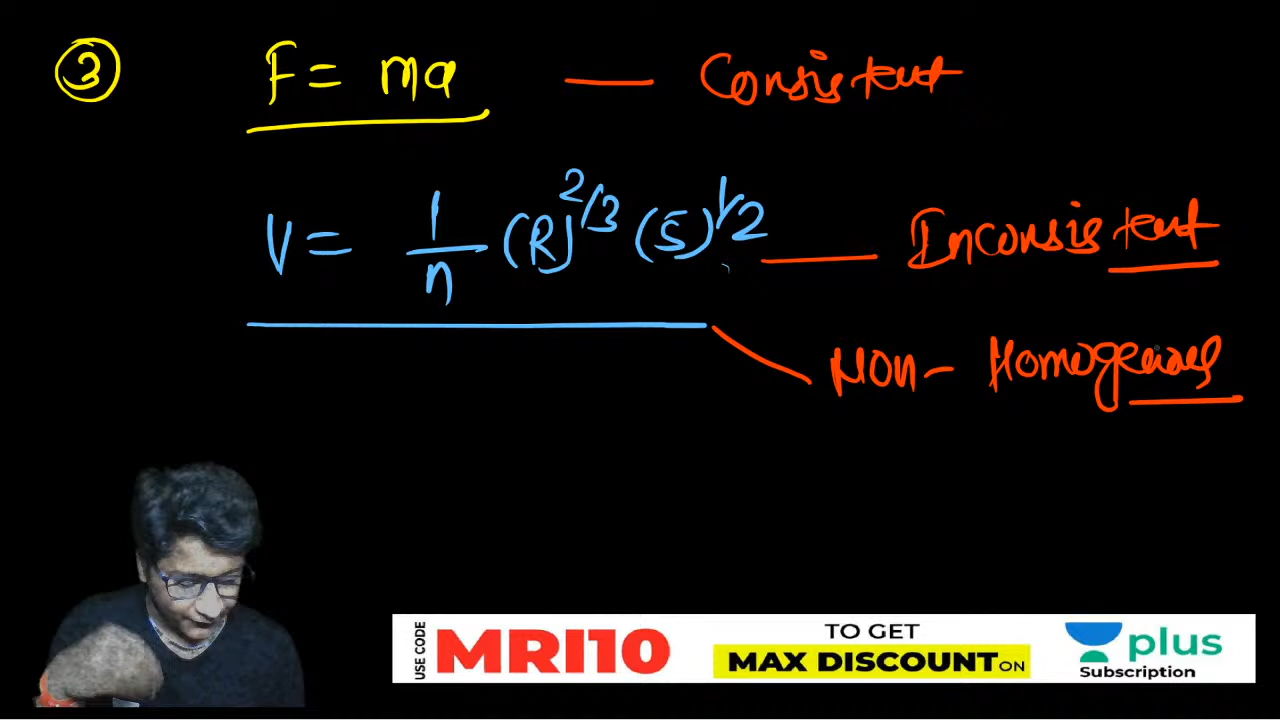 ③ F = ma — Consistent
V = 1/n (R)^2/3 (S)^1/2 — Inconsistent
Non - Homogenous
USE CODE MRI10 TO GET MAX DISCOUNT ON plus Subscription